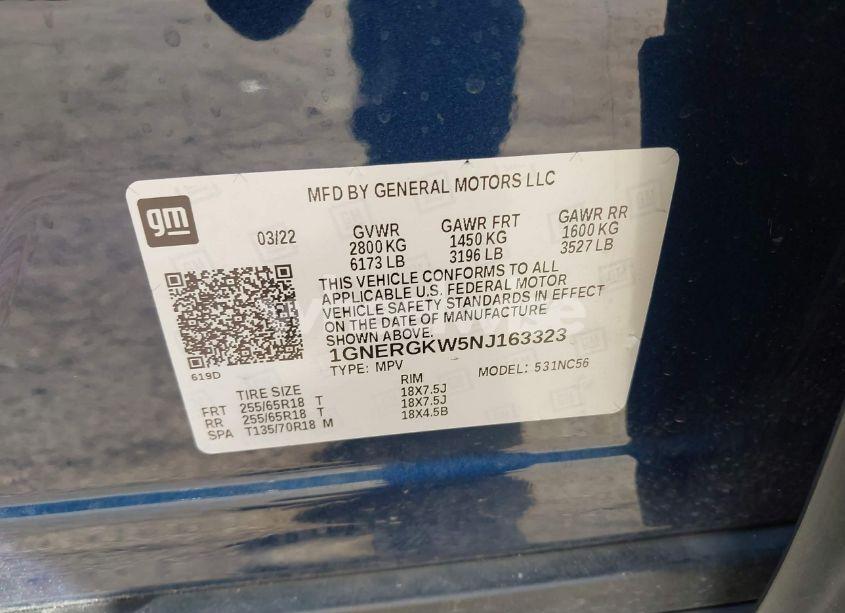 MFD BY GENERAL MOTORS LLC
gm
03/22
GVWR GAWR FRT GAWR RR
2800 KG 1450 KG 1600 KG
6173 LB 3196 LB 3527 LB
THIS VEHICLE CONFORMS TO ALL
APPLICABLE U.S. FEDERAL MOTOR
VEHICLE SAFETY STANDARDS IN EFFECT
ON THE DATE OF MANUFACTURE
SHOWN ABOVE.
1GNERGKW5NJ163323
619D
TYPE: MPV MODEL: 531NC56
TIRE SIZE RIM
FRT 255/65R18 T 18X7.5J
RR 255/65R18 T 18X7.5J
SPA T135/70R18 M 18X4.5B